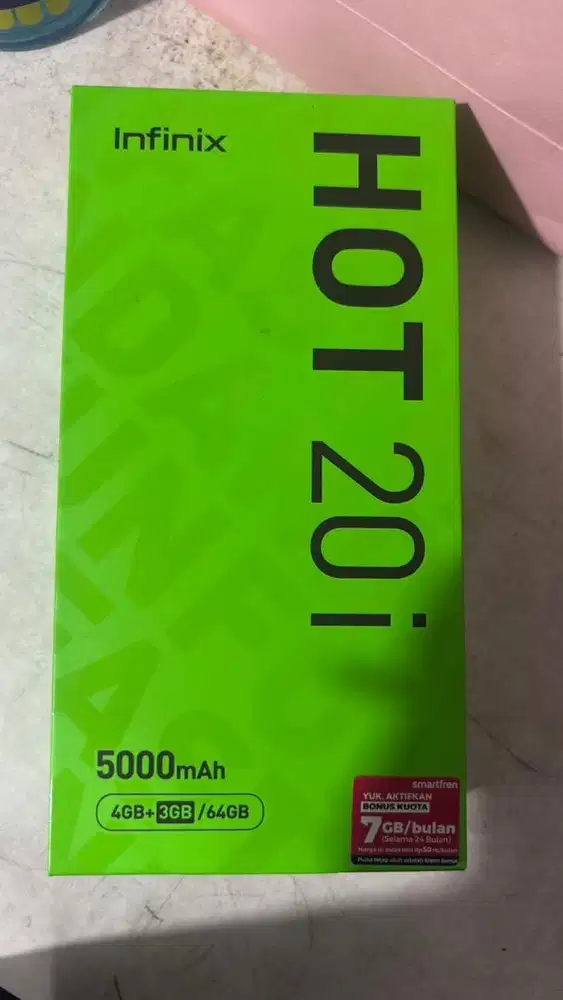 Infinix
HOT 20i
5000mAh
4GB+3GB/64GB
smartfren
YUK, AKTIFKAN
BONUS KUOTA
7GB/bulan
(Selama 24 Bulan)